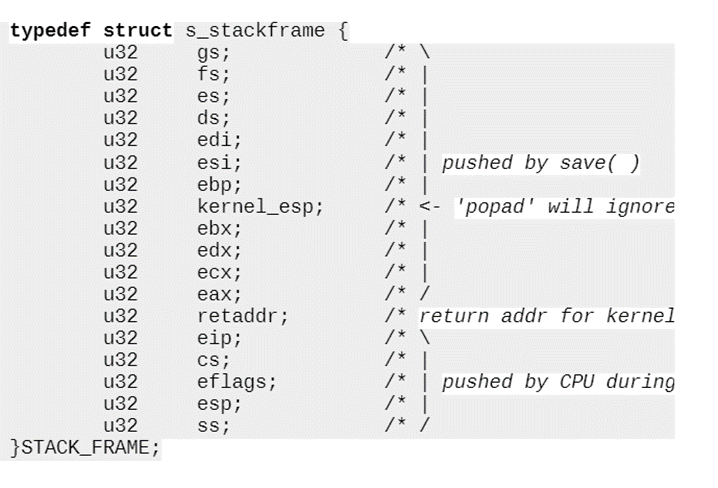 typedef struct s_stackframe {
u32 gs; /* \
u32 fs; /* |
u32 es; /* |
u32 ds; /* |
u32 edi; /* |
u32 esi; /* | pushed by save( )
u32 ebp; /* |
u32 kernel_esp; /* <- 'popad' will ignore
u32 ebx; /* |
u32 edx; /* |
u32 ecx; /* |
u32 eax; /* /
u32 retaddr; /* return addr for kernel
u32 eip; /* \
u32 cs; /* |
u32 eflags; /* | pushed by CPU during
u32 esp; /* |
u32 ss; /* /
}STACK_FRAME;